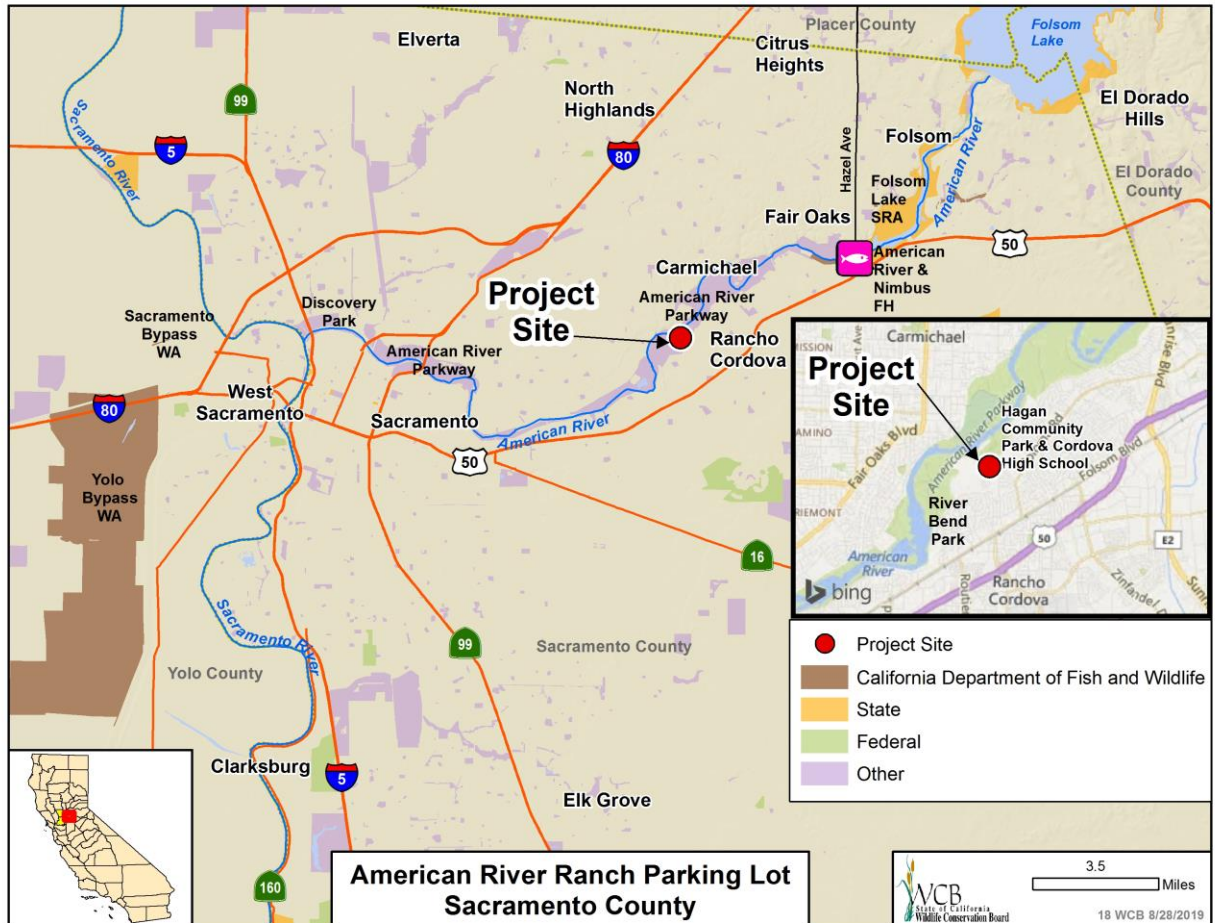 Placer County
Folsom
Lake
Elverta
Citrus
Heights
99
North
Highlands
El Dorado
Hills
Sacramento River
5
80
Hazel Ave
Folsom
American River
El Dorado
County
Folsom
Lake
SRA
Fair Oaks
50
American
River &
Nimbus
FH
Carmichael
American River
Parkway
Project
Site
Rancho
Cordova
Discovery
Park
Sacramento
Bypass
WA
American River
Parkway
West
Sacramento
80
Sacramento
American River
50
Yolo
Bypass
WA
16
Sacramento River
99
Sacramento County
Yolo County
Clarksburg
5
Elk Grove
160
MISSION
Carmichael
Project
Site
American River Parkway
Sunrise Blvd
Hagan
Community
Park & Cordova
High School
Fair Oaks Blvd
Folsom Blvd
River
Bend
Park
50
E2
American
River
Rancho
Cordova
Zinfandel D
bing
Project Site
California Department of Fish and Wildlife
State
Federal
Other
American River Ranch Parking Lot
Sacramento County
WCB
State of California
Wildlife Conservation Board
3.5
Miles
18 WCB 8/28/2019